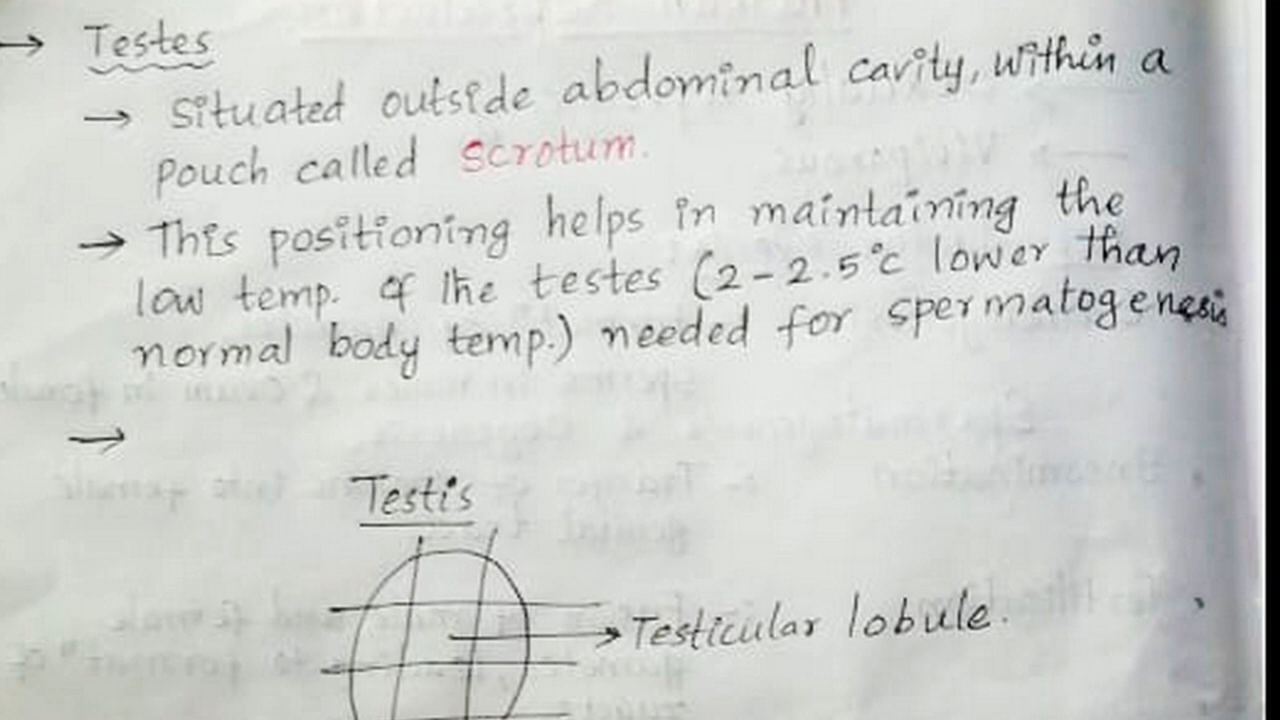 → Testes
→ Situated outside abdominal cavity, within a
pouch called scrotum.
→ This positioning helps in maintaining the
low temp. of the testes (2-2.5°c lower than
normal body temp.) needed for spermatogenesis
→
Testis
→ Testicular lobule.